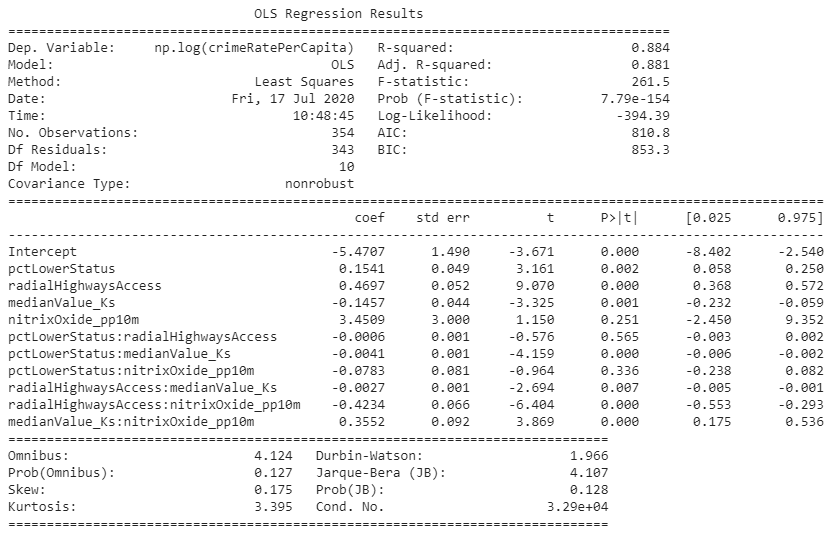 OLS Regression Results
==============================================================================
Dep. Variable: np.log(crimeRatePerCapita) R-squared: 0.884
Model: OLS Adj. R-squared: 0.881
Method: Least Squares F-statistic: 261.5
Date: Fri, 17 Jul 2020 Prob (F-statistic): 7.79e-154
Time: 10:48:45 Log-Likelihood: -394.39
No. Observations: 354 AIC: 810.8
Df Residuals: 343 BIC: 853.3
Df Model: 10
Covariance Type: nonrobust
==============================================================================
coef std err t P>|t| [0.025 0.975]
------------------------------------------------------------------------------
Intercept -5.4707 1.490 -3.671 0.000 -8.402 -2.540
pctLowerStatus 0.1541 0.049 3.161 0.002 0.058 0.250
radialHighwaysAccess 0.4697 0.052 9.070 0.000 0.368 0.572
medianValue_Ks -0.1457 0.044 -3.325 0.001 -0.232 -0.059
nitrixOxide_pp10m 3.4509 3.000 1.150 0.251 -2.450 9.352
pctLowerStatus:radialHighwaysAccess -0.0006 0.001 -0.576 0.565 -0.003 0.002
pctLowerStatus:medianValue_Ks -0.0041 0.001 -4.159 0.000 -0.006 -0.002
pctLowerStatus:nitrixOxide_pp10m -0.0783 0.081 -0.964 0.336 -0.238 0.082
radialHighwaysAccess:medianValue_Ks -0.0027 0.001 -2.694 0.007 -0.005 -0.001
radialHighwaysAccess:nitrixOxide_pp10m -0.4234 0.066 -6.404 0.000 -0.553 -0.293
medianValue_Ks:nitrixOxide_pp10m 0.3552 0.092 3.869 0.000 0.175 0.536
==============================================================================
Omnibus: 4.124 Durbin-Watson: 1.966
Prob(Omnibus): 0.127 Jarque-Bera (JB): 4.107
Skew: 0.175 Prob(JB): 0.128
Kurtosis: 3.395 Cond. No. 3.29e+04
==============================================================================